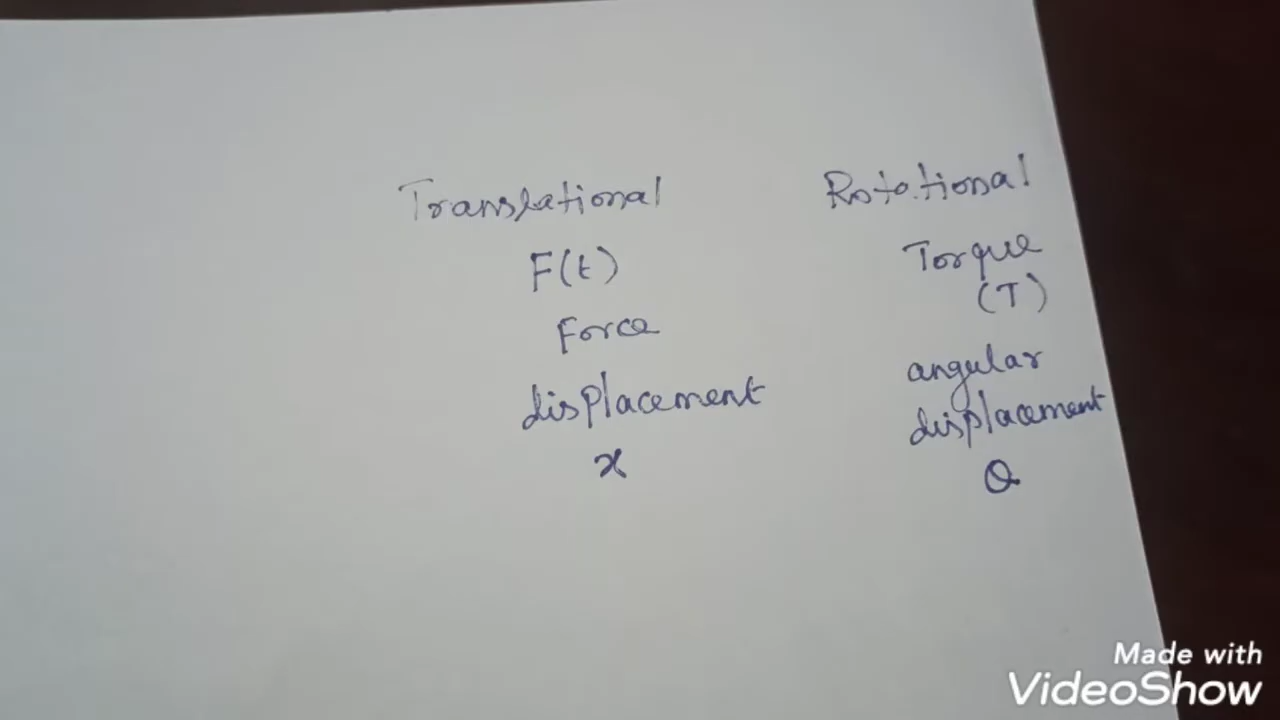 Translational
Rotational
F(t)
Torque
(T)
Force
angular
displacement
displacement
x
θ
Made with
VideoShow